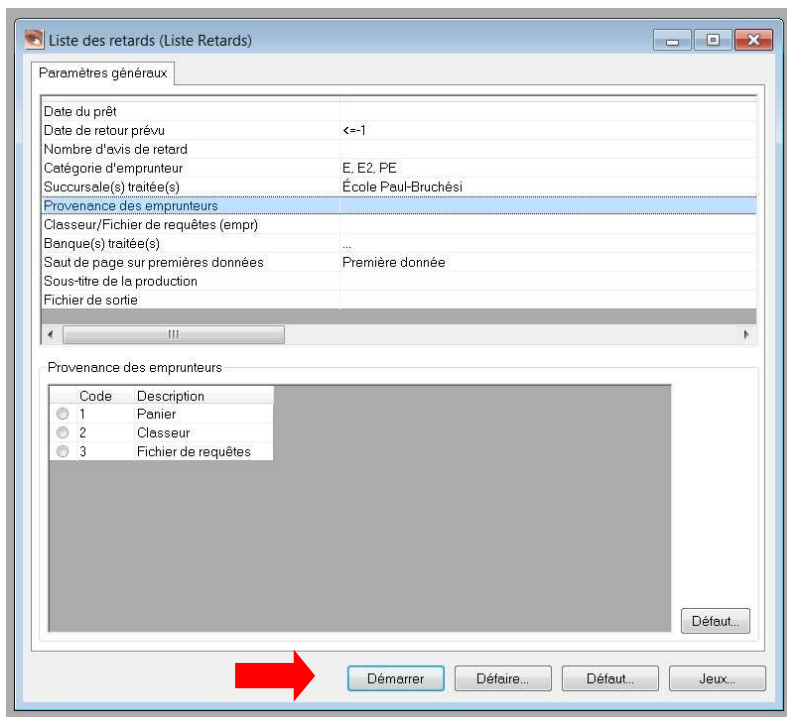 Liste des retards (Liste Retards)
Paramètres généraux
Date du prêt
Date de retour prévu <=-1
Nombre d'avis de retard
Catégorie d'emprunteur E, E2, PE
Succursale(s) traitée(s) École Paul-Bruchési
Provenance des emprunteurs
Classeur/Fichier de requêtes (empr)
Banque(s) traitée(s) ...
Saut de page sur premières données Première donnée
Sous-titre de la production
Fichier de sortie
Provenance des emprunteurs
Code Description
1 Panier
2 Classeur
3 Fichier de requêtes
Défaut...
Démarrer Défaire... Défaut... Jeux...